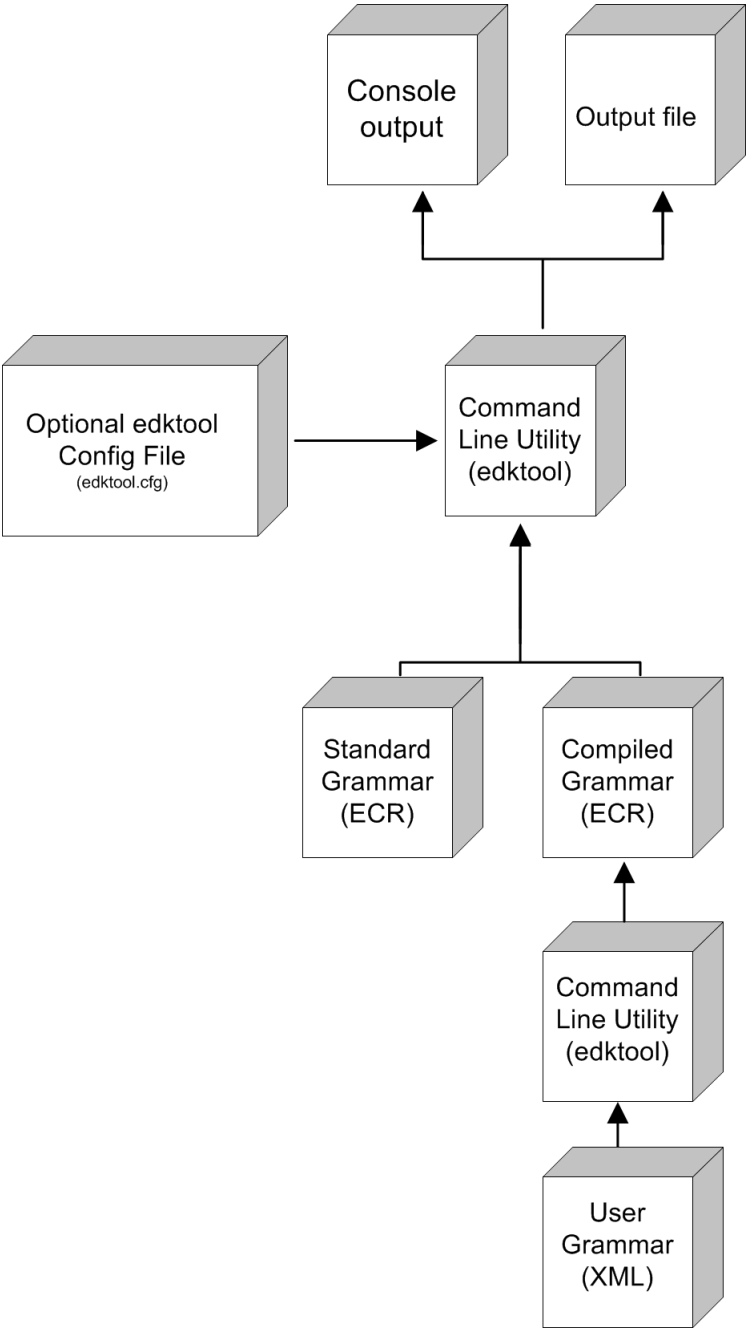 Console
output
Output file
Optional edktool
Config File
(edktool.cfg)
Command
Line Utility
(edktool)
Standard
Grammar
(ECR)
Compiled
Grammar
(ECR)
Command
Line Utility
(edktool)
User
Grammar
(XML)